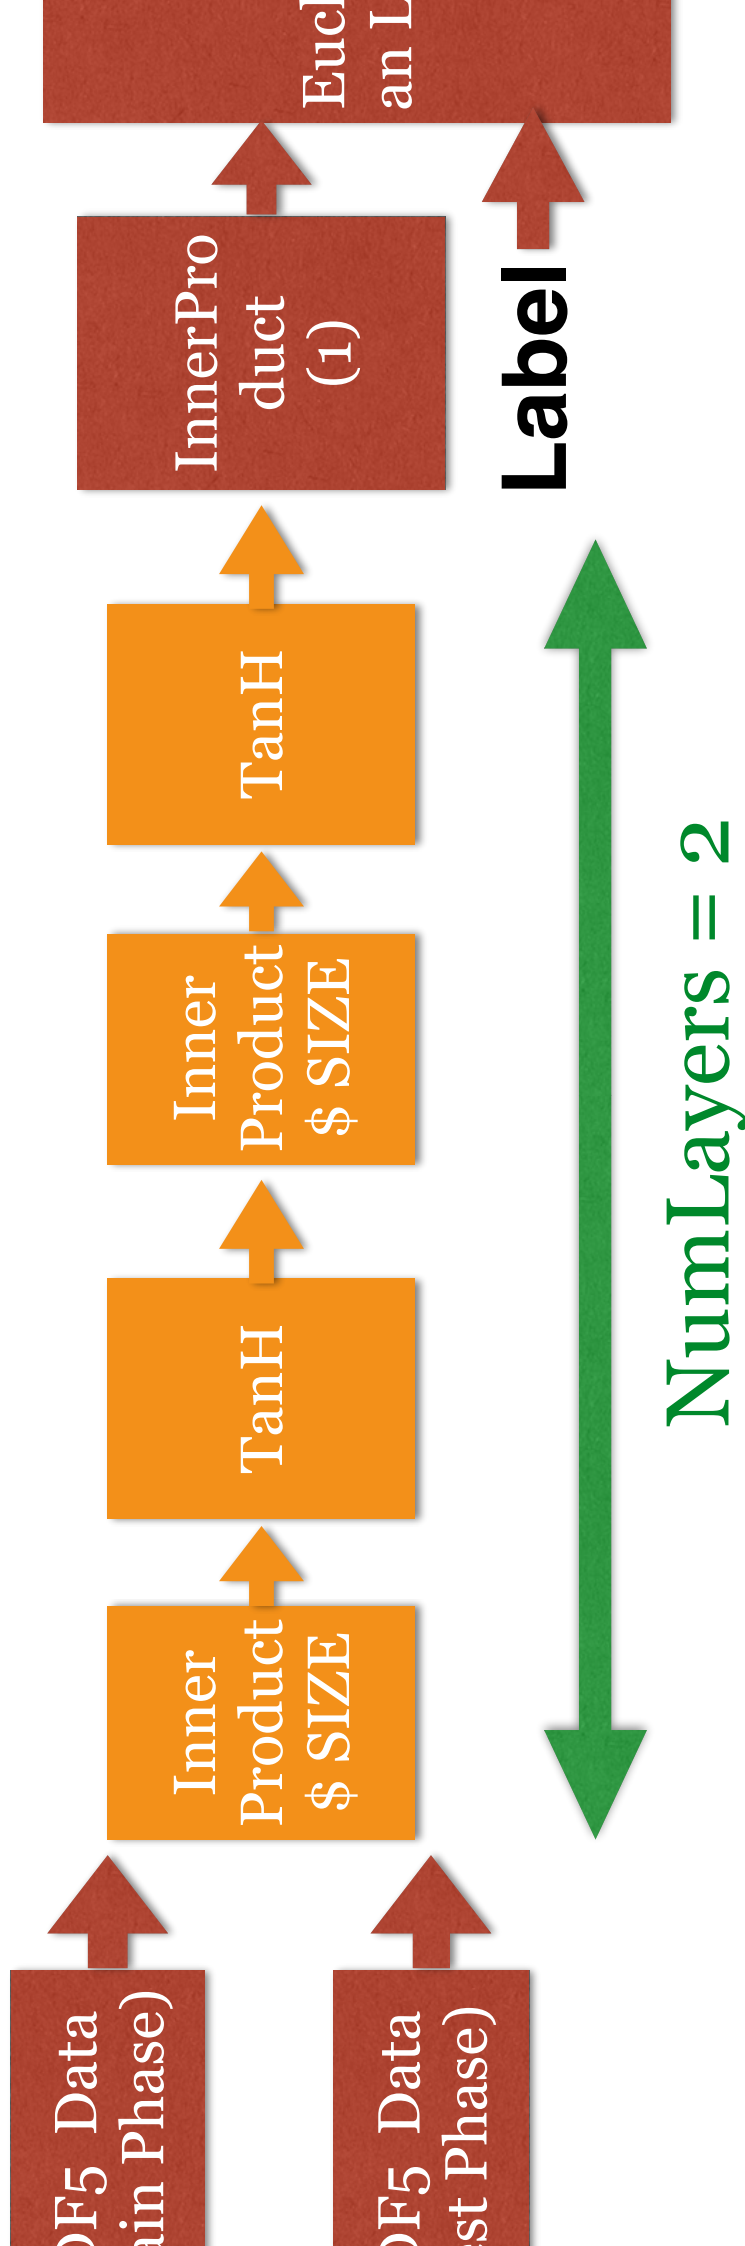 Data
Phase)
Data
Phase)
Inner
Product
$ SIZE
TanH
Inner
Product
$ SIZE
TanH
InnerPro
duct
(1)
Label
NumLayers = 2